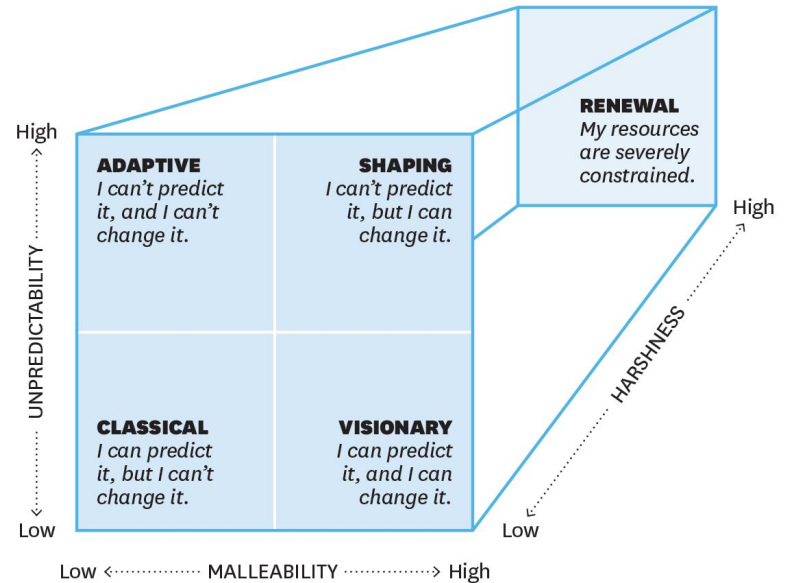 RENEWAL
My resources
are severely
constrained.
High
ADAPTIVE
I can’t predict
it, and I can’t
change it.
SHAPING
I can’t predict
it, but I can
change it.
High
UNPREDICTABILITY
HARSHNESS
CLASSICAL
I can predict
it, but I can’t
change it.
VISIONARY
I can predict
it, and I can
change it.
Low
Low
Low
MALLEABILITY
High